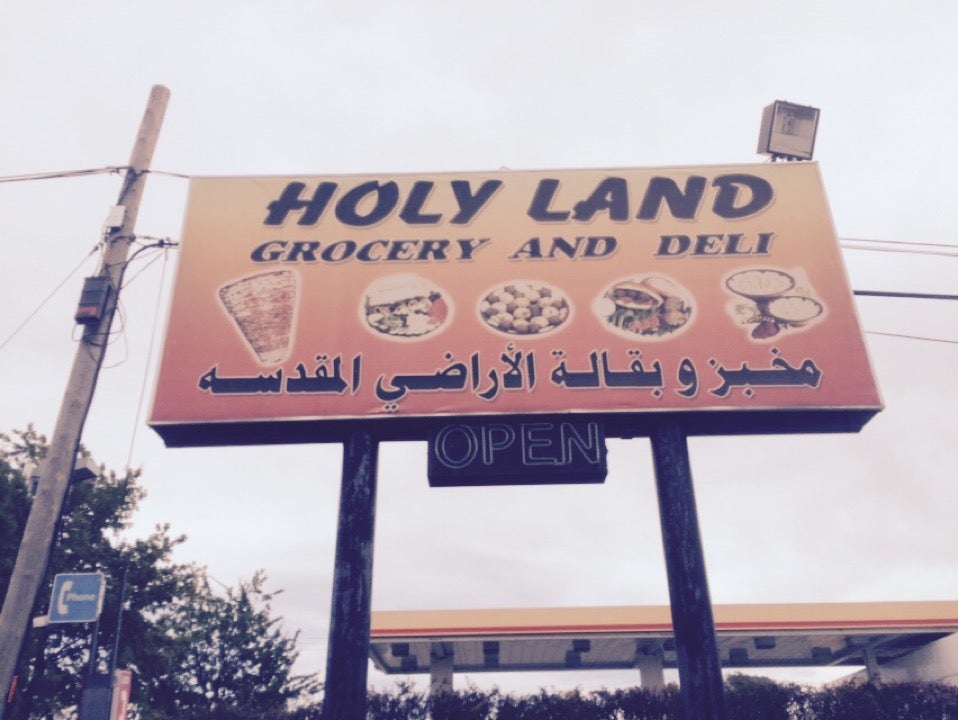 HOLY LAND
GROCERY AND DELI
مخبز و بقالة الأراضي المقدسه
OPEN
Phone